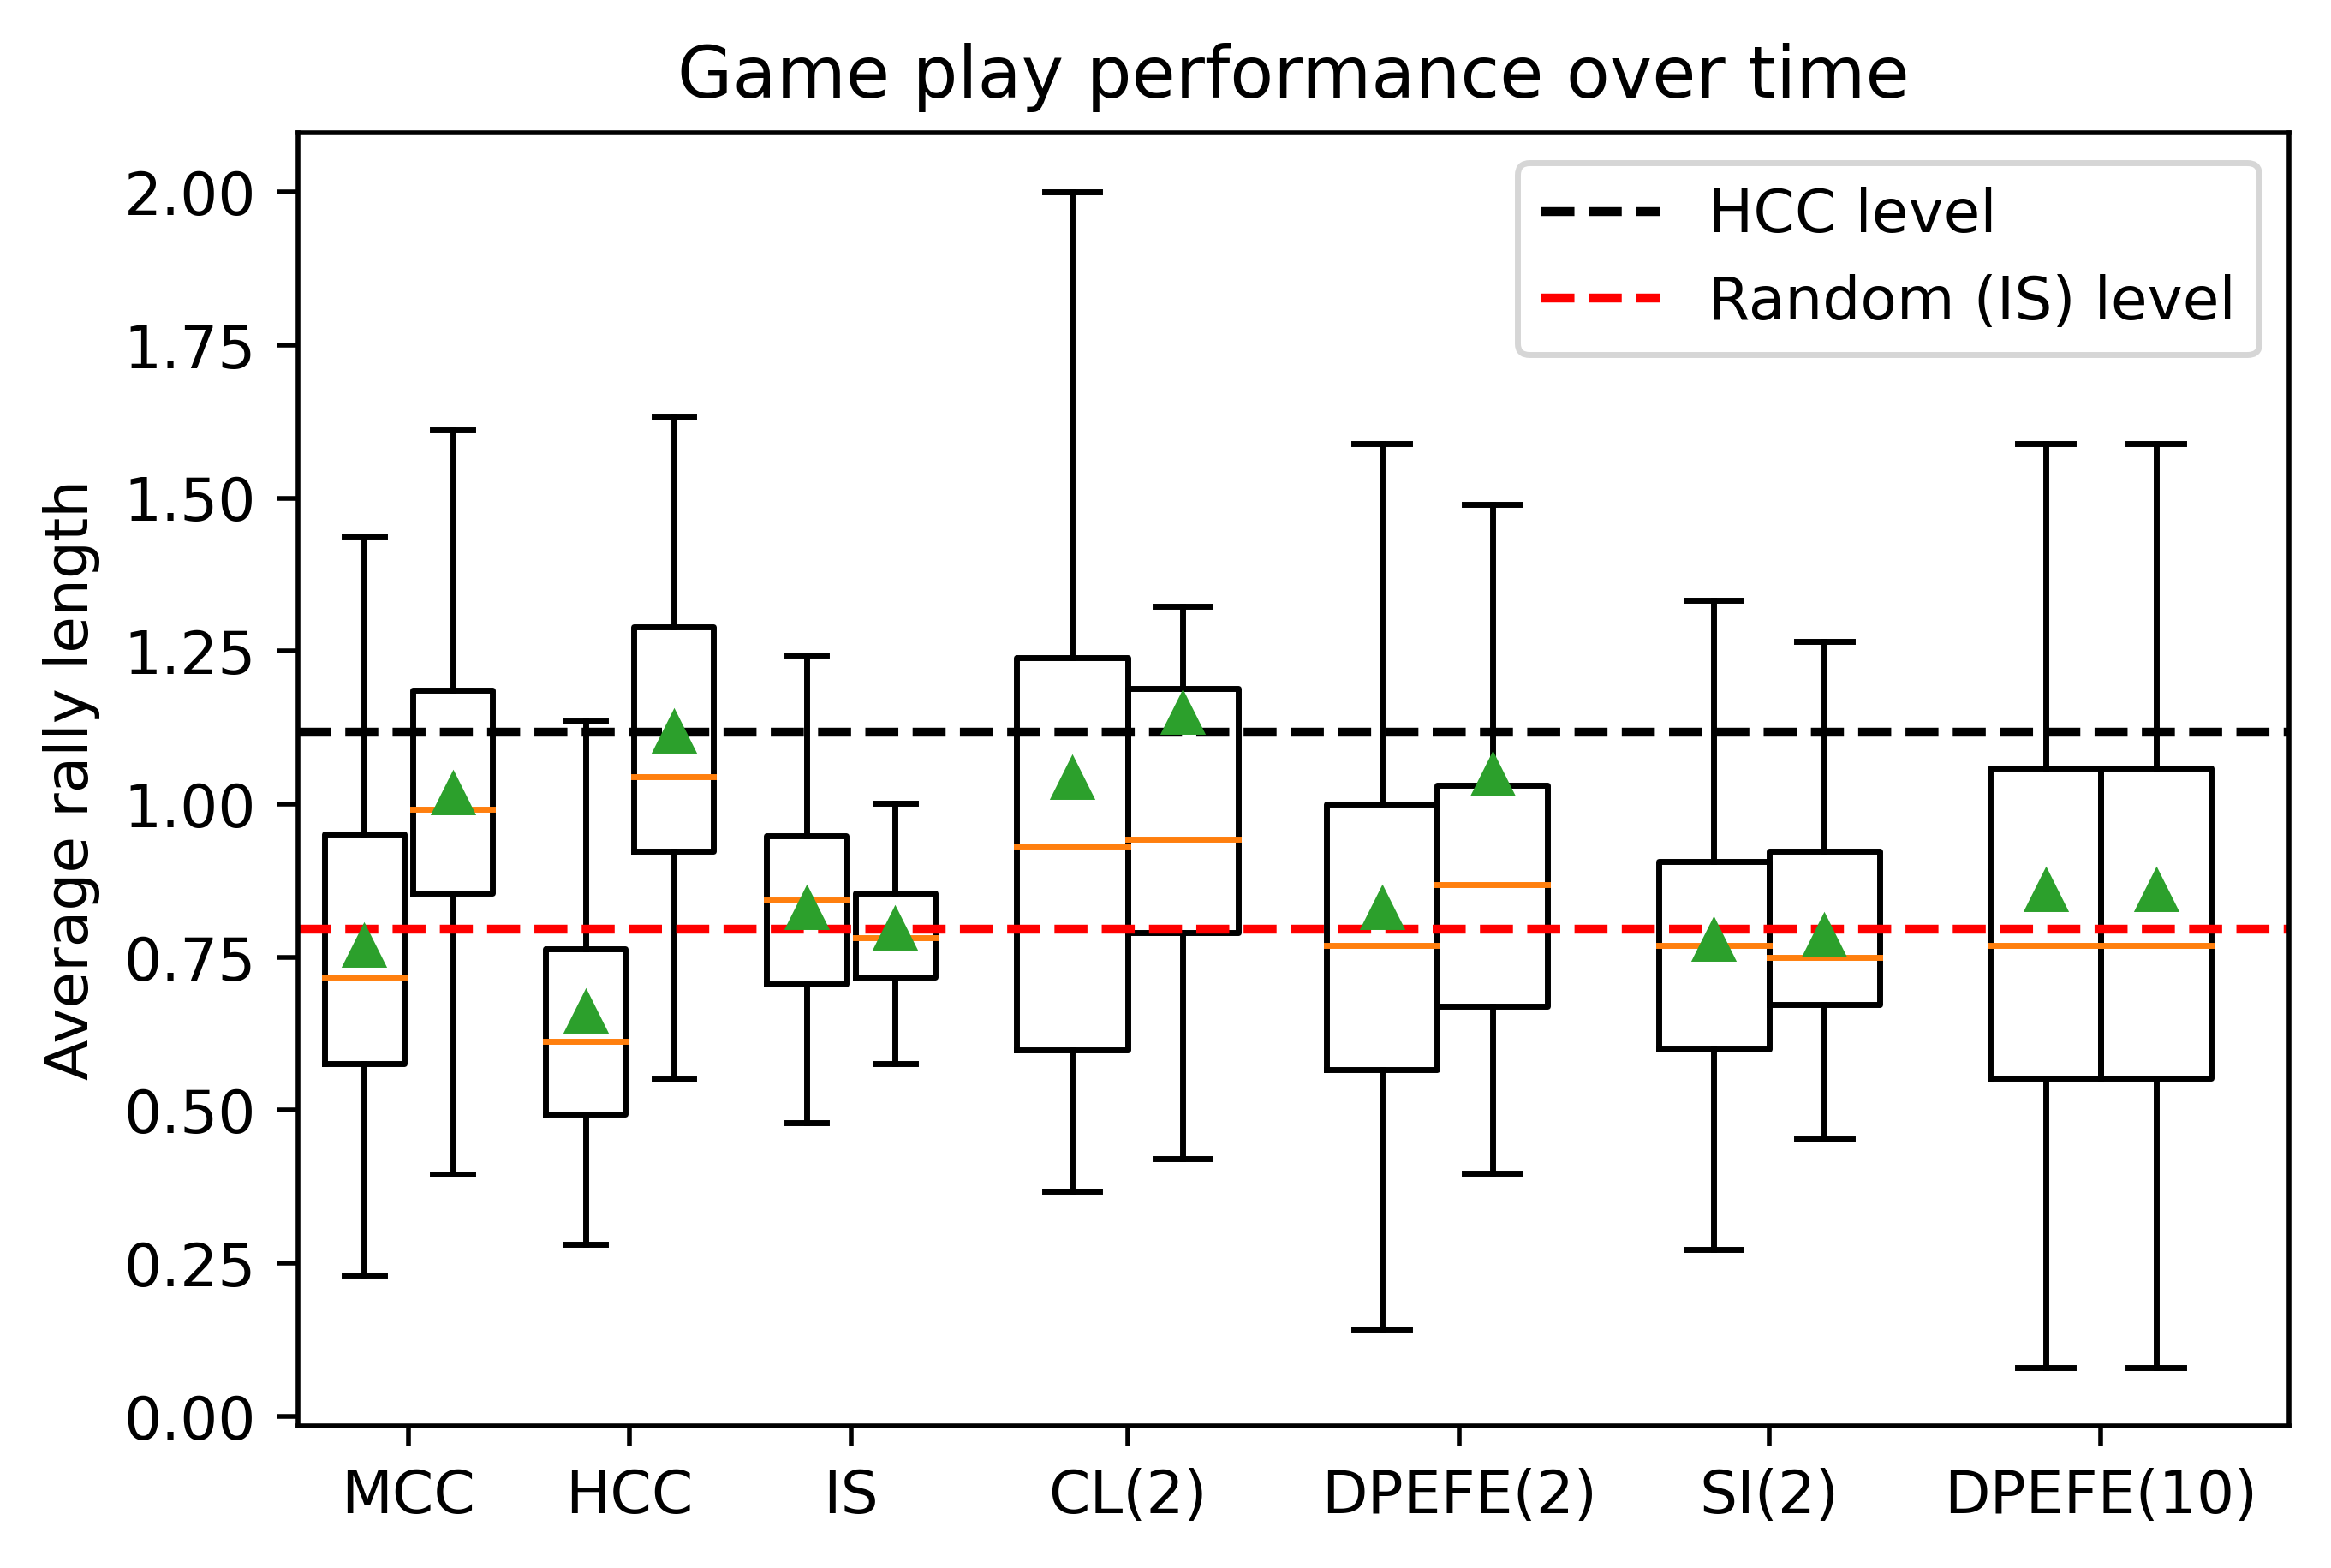 Game play performance over time
HCC level
Random (IS) level
Average rally length
2.00
1.75
1.50
1.25
1.00
0.75
0.50
0.25
0.00
MCC HCC IS CL(2) DPEFE(2) SI(2) DPEFE(10)